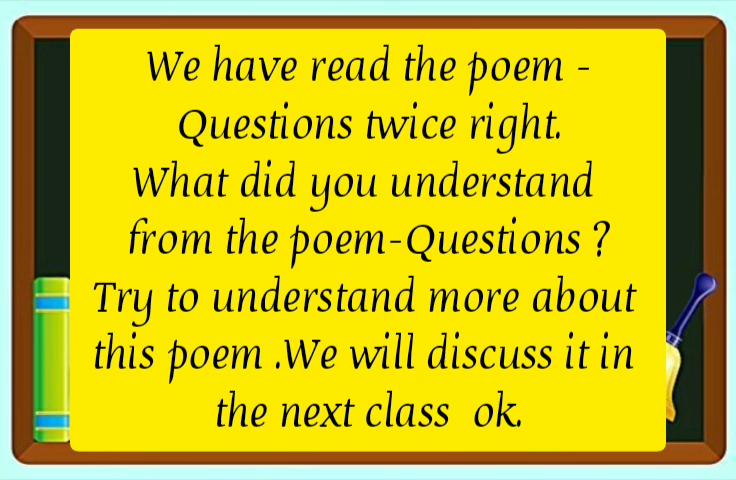 We have read the poem -
Questions twice right.
What did you understand
from the poem-Questions ?
Try to understand more about
this poem .We will discuss it in
the next class ok.